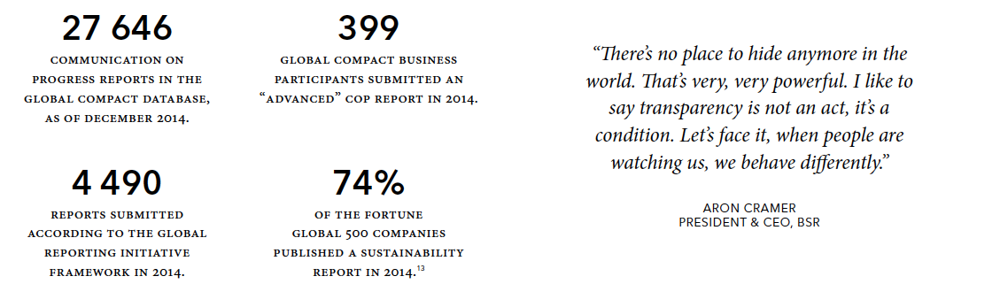 27 646
COMMUNICATION ON
PROGRESS REPORTS IN THE
GLOBAL COMPACT DATABASE,
AS OF DECEMBER 2014.
399
GLOBAL COMPACT BUSINESS
PARTICIPANTS SUBMITTED AN
“ADVANCED” COP REPORT IN 2014.
4 490
REPORTS SUBMITTED
ACCORDING TO THE GLOBAL
REPORTING INITIATIVE
FRAMEWORK IN 2014.
74%
OF THE FORTUNE
GLOBAL 500 COMPANIES
PUBLISHED A SUSTAINABILITY
REPORT IN 2014.13
“There’s no place to hide anymore in the
world. That’s very, very powerful. I like to
say transparency is not an act, it’s a
condition. Let’s face it, when people are
watching us, we behave differently.”
ARON CRAMER
PRESIDENT & CEO, BSR